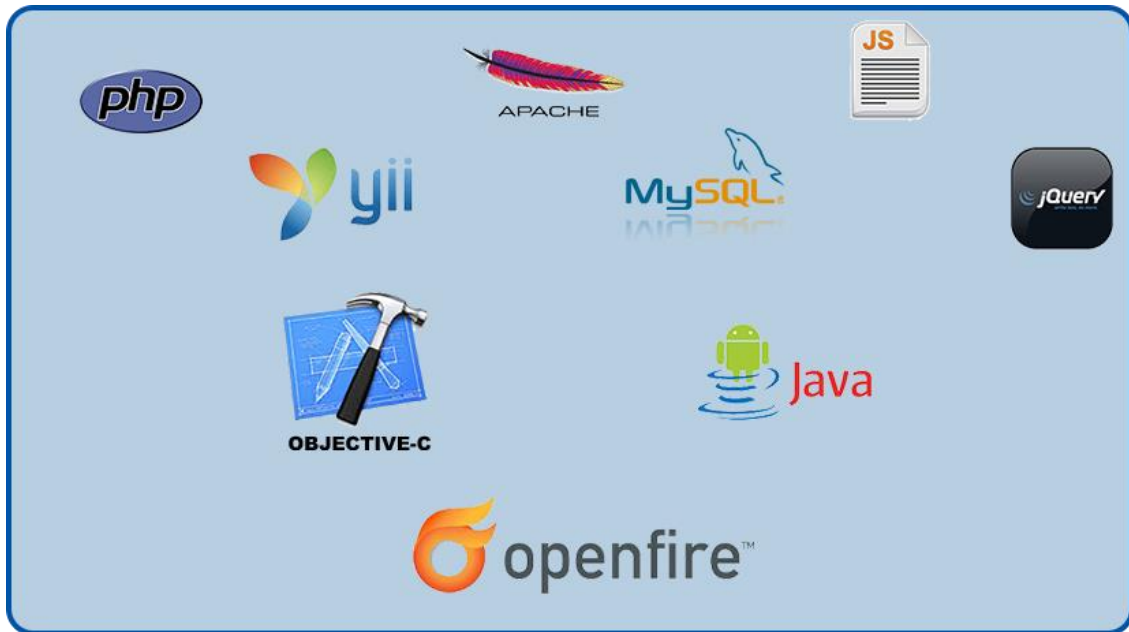 php
APACHE
JS
yii
MySQL
jQuery
OBJECTIVE-C
Java
openfire™